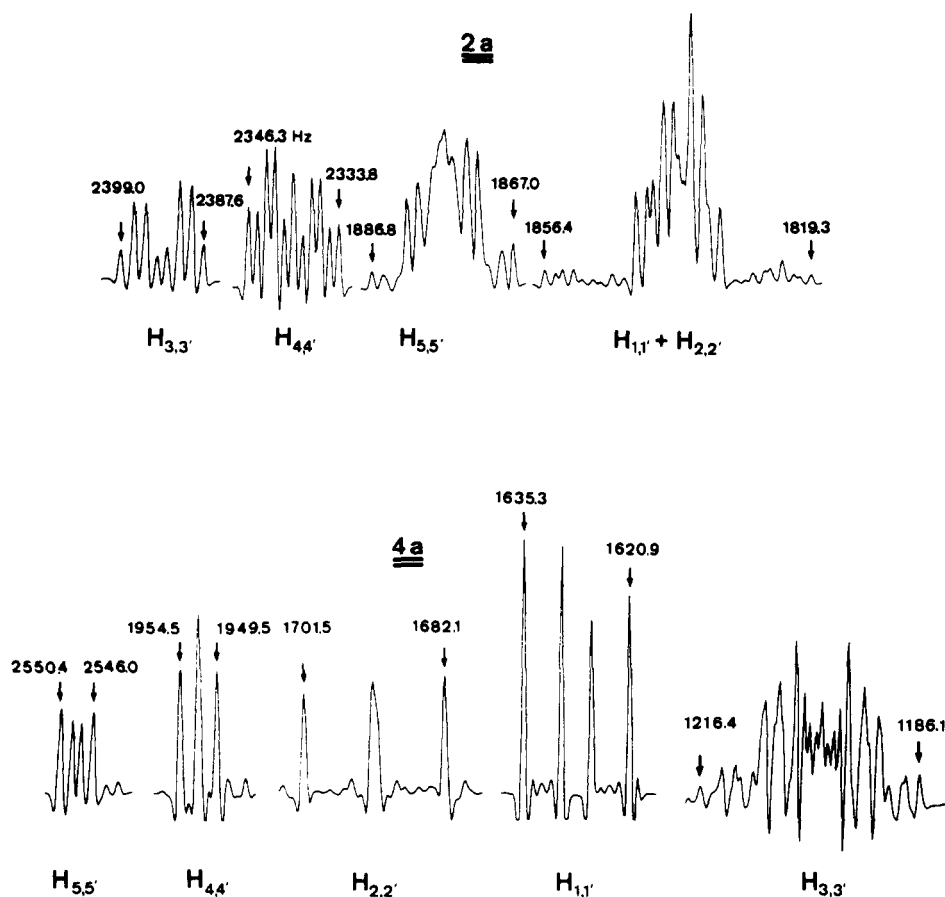 2a
2346.3 Hz
2399.0
2387.6
2333.8
1886.8
1867.0
1856.4
1819.3
H3,3'
H4,4'
H5,5'
H1,1' + H2,2'
4a
1635.3
1620.9
1954.5
1949.5
1701.5
1682.1
2550.4
2546.0
1216.4
1186.1
H5,5'
H4,4'
H2,2'
H1,1'
H3,3'